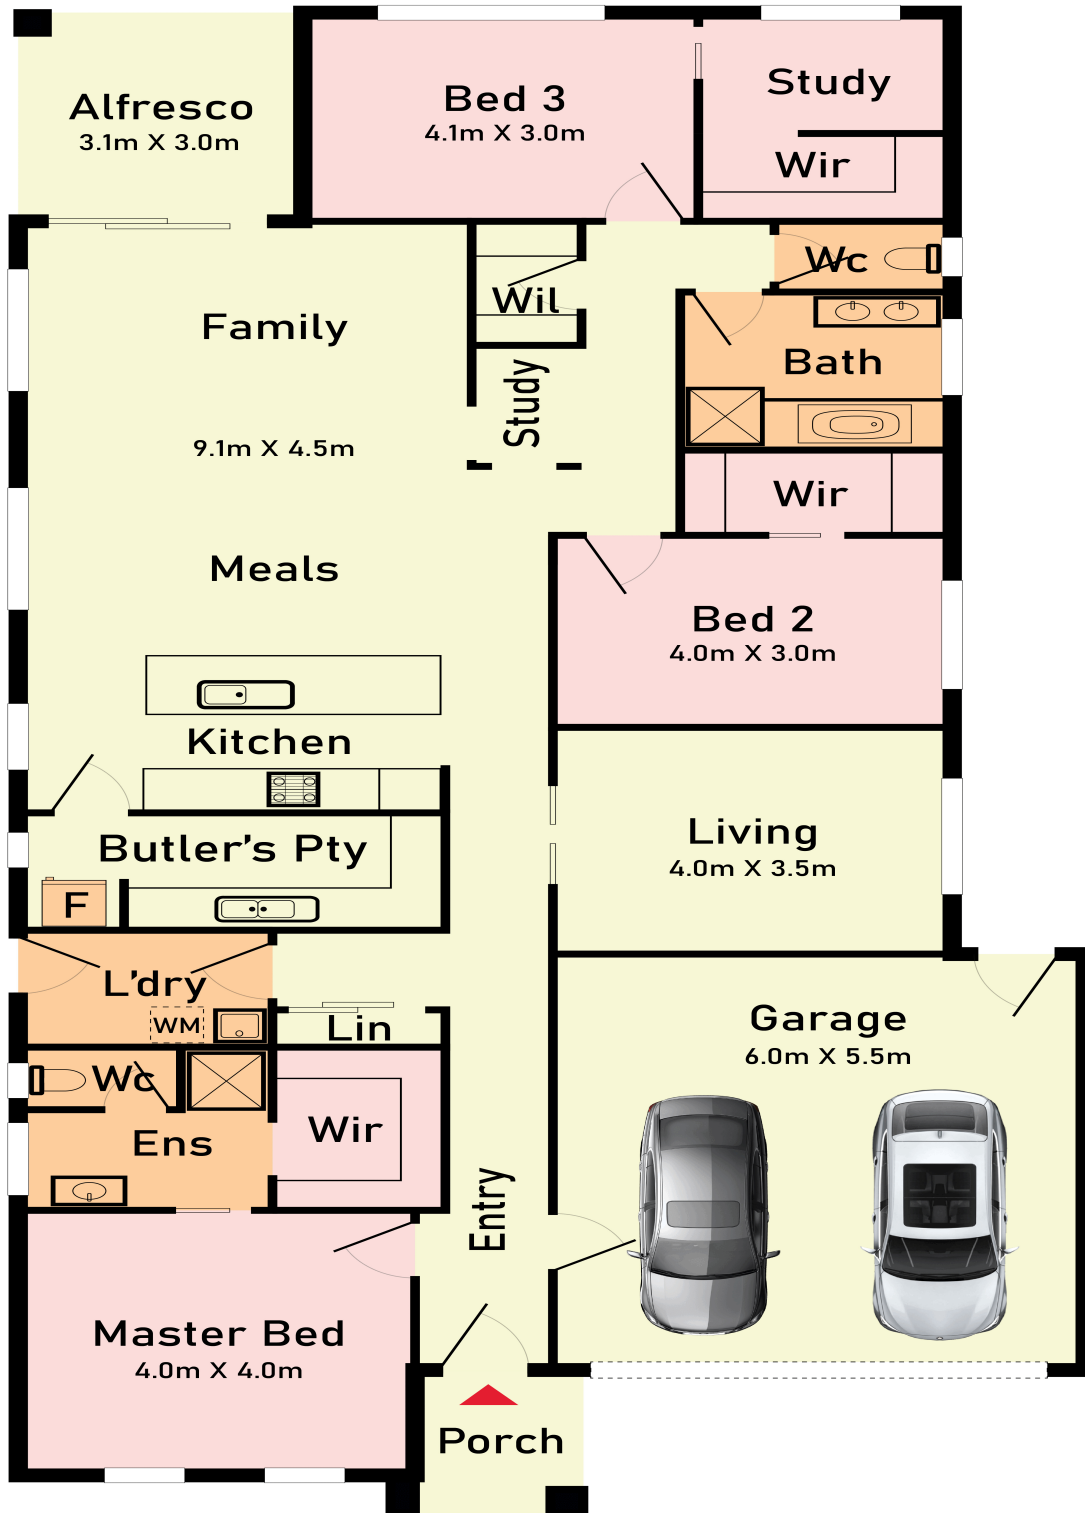 Alfresco
3.1m X 3.0m
Bed 3
4.1m X 3.0m
Study
Wir
Wc
Wil
Family
Bath
Study
9.1m X 4.5m
Wir
Meals
Bed 2
4.0m X 3.0m
Kitchen
Butler's Pty
Living
4.0m X 3.5m
F
L'dry
WM
Lin
Garage
6.0m X 5.5m
Wc
Wir
Ens
Entry
Master Bed
4.0m X 4.0m
Porch